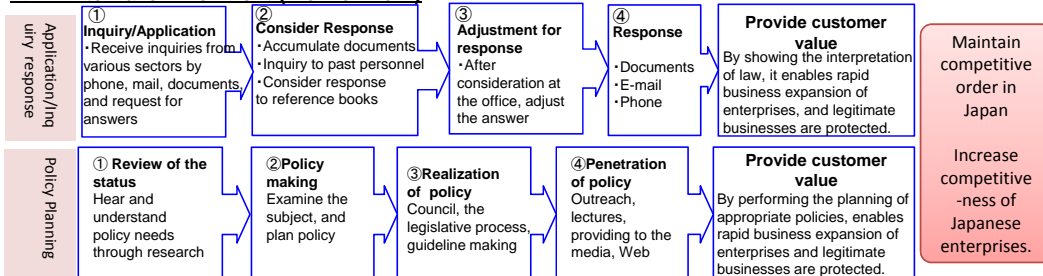 Application/Inq
uiry response
①
Inquiry/Application
・Receive inquiries from
various sectors by
phone, mail, documents,
and request for
answers
②
Consider Response
・Accumulate documents
・Inquiry to past personnel
・Consider response
to reference books
③
Adjustment for
response
・After
consideration at
the office, adjust
the answer
④
Response
・Documents
・E-mail
・Phone
Provide customer
value
By showing the interpretation
of law, it enables rapid
business expansion of
enterprises, and legitimate
businesses are protected.
Policy Planning
① Review of the
status
Hear and
understand
policy needs
through research
②Policy
making
Examine the
subject, and
plan policy
③Realization
of policy
Council, the
legislative process,
guideline making
④Penetration
of policy
Outreach,
lectures,
providing to the
media, Web
Provide customer
value
By performing the planning of
appropriate policies, enables
rapid business expansion of
enterprises and legitimate
businesses are protected.
Maintain
competitive
order in
Japan
Increase
competitive
-ness of
Japanese
enterprises.